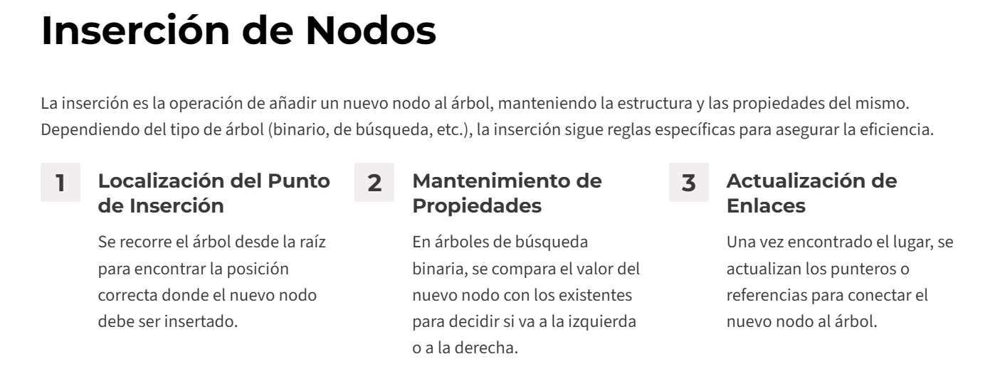 Inserción de Nodos
La inserción es la operación de añadir un nuevo nodo al árbol, manteniendo la estructura y las propiedades del mismo.
Dependiendo del tipo de árbol (binario, de búsqueda, etc.), la inserción sigue reglas específicas para asegurar la eficiencia.
1
Localización del Punto
de Inserción
Se recorre el árbol desde la raíz
para encontrar la posición
correcta donde el nuevo nodo
debe ser insertado.
2
Mantenimiento de
Propiedades
En árboles de búsqueda
binaria, se compara el valor del
nuevo nodo con los existentes
para decidir si va a la izquierda
o a la derecha.
3
Actualización de
Enlaces
Una vez encontrado el lugar, se
actualizan los punteros o
referencias para conectar el
nuevo nodo al árbol.